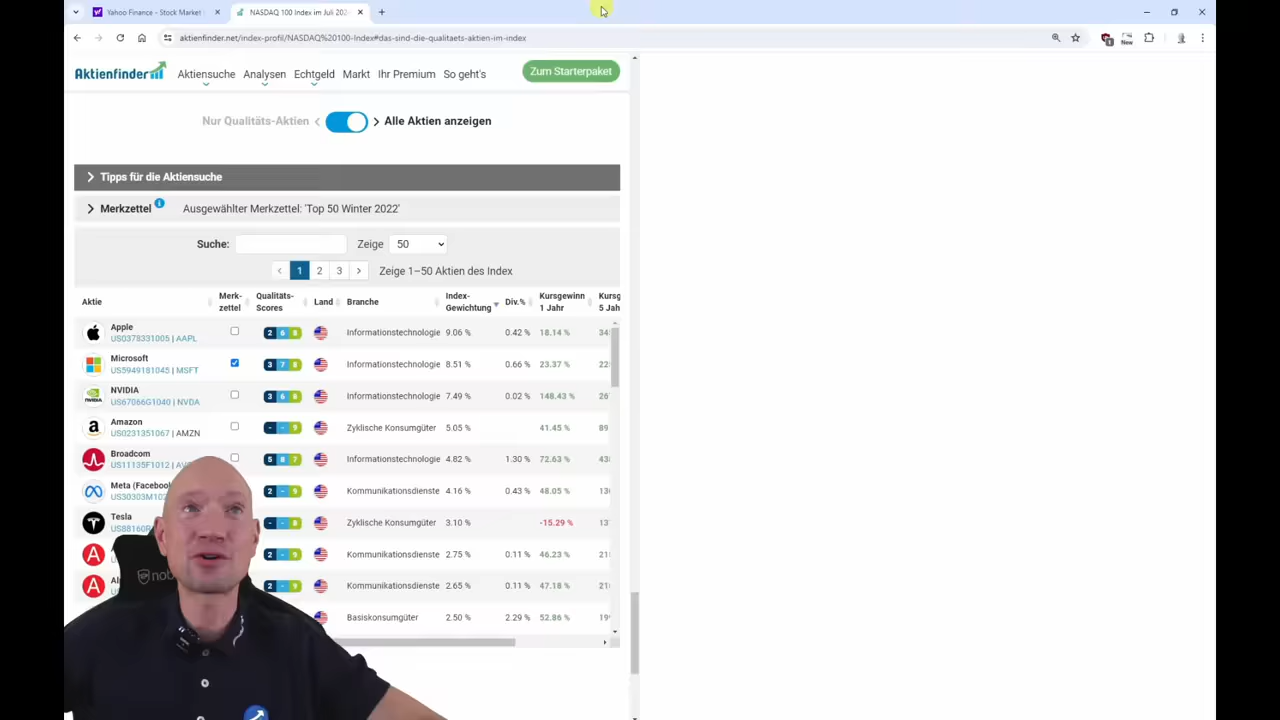 Yahoo Finance - Stock Market
NASDAQ 100 Index im Juli 202
aktienfinder.net/index-profil/NASDAQ%20100-Index#das-sind-die-qualitaets-aktien-im-index
1
New
Aktienfinder
Aktiensuche Analysen Echtgeld Markt Ihr Premium So geht's
Zum Starterpaket
Nur Qualitäts-Aktien < > Alle Aktien anzeigen
Tipps für die Aktiensuche
Merkzettel i Ausgewählter Merkzettel: 'Top 50 Winter 2022'
Suche: Zeige 50
‹ 1 2 3 › Zeige 1–50 Aktien des Index
Aktie Merk-zettel Qualitäts-Scores Land Branche Index-Gewichtung Div.% Kursgewinn 1 Jahr Kursg 5 Jah
Apple
US0378331005 | AAPL 2 6 8 Informationstechnologie 9.06 % 0.42 % 18.14 %
Microsoft
US5949181045 | MSFT 3 7 8 Informationstechnologie 8.51 % 0.66 % 23.37 %
NVIDIA
US67066G1040 | NVDA 3 6 8 Informationstechnologie 7.49 % 0.02 % 148.43 %
Amazon
US0231351067 | AMZN - - 9 Zyklische Konsumgüter 5.05 % 41.45 % 89
Broadcom
US11135F1012 | AV 5 8 7 Informationstechnologie 4.82 % 1.30 % 72.63 %
Meta (Facebook
US30303M102 2 - 9 Kommunikationsdienste 4.16 % 0.43 % 48.05 %
Tesla
US88160R - - 8 Zyklische Konsumgüter 3.10 % -15.29 %
2 - 9 Kommunikationsdienste 2.75 % 0.11 % 46.23 %
Al
2 - 9 Kommunikationsdienste 2.65 % 0.11 % 47.18 %
Basiskonsumgüter 2.50 % 2.29 % 52.86 %
nob